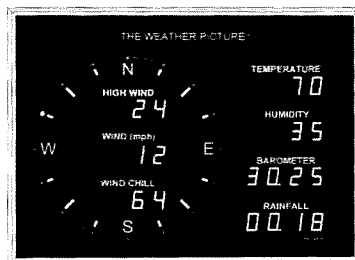 THE WEATHER PICTURE
N
HIGH WIND
24
WIND (mph)
12
WIND CHILL
64
W
E
S
TEMPERATURE
70
HUMIDITY
35
BAROMETER
30.25
RAINFALL
00.18